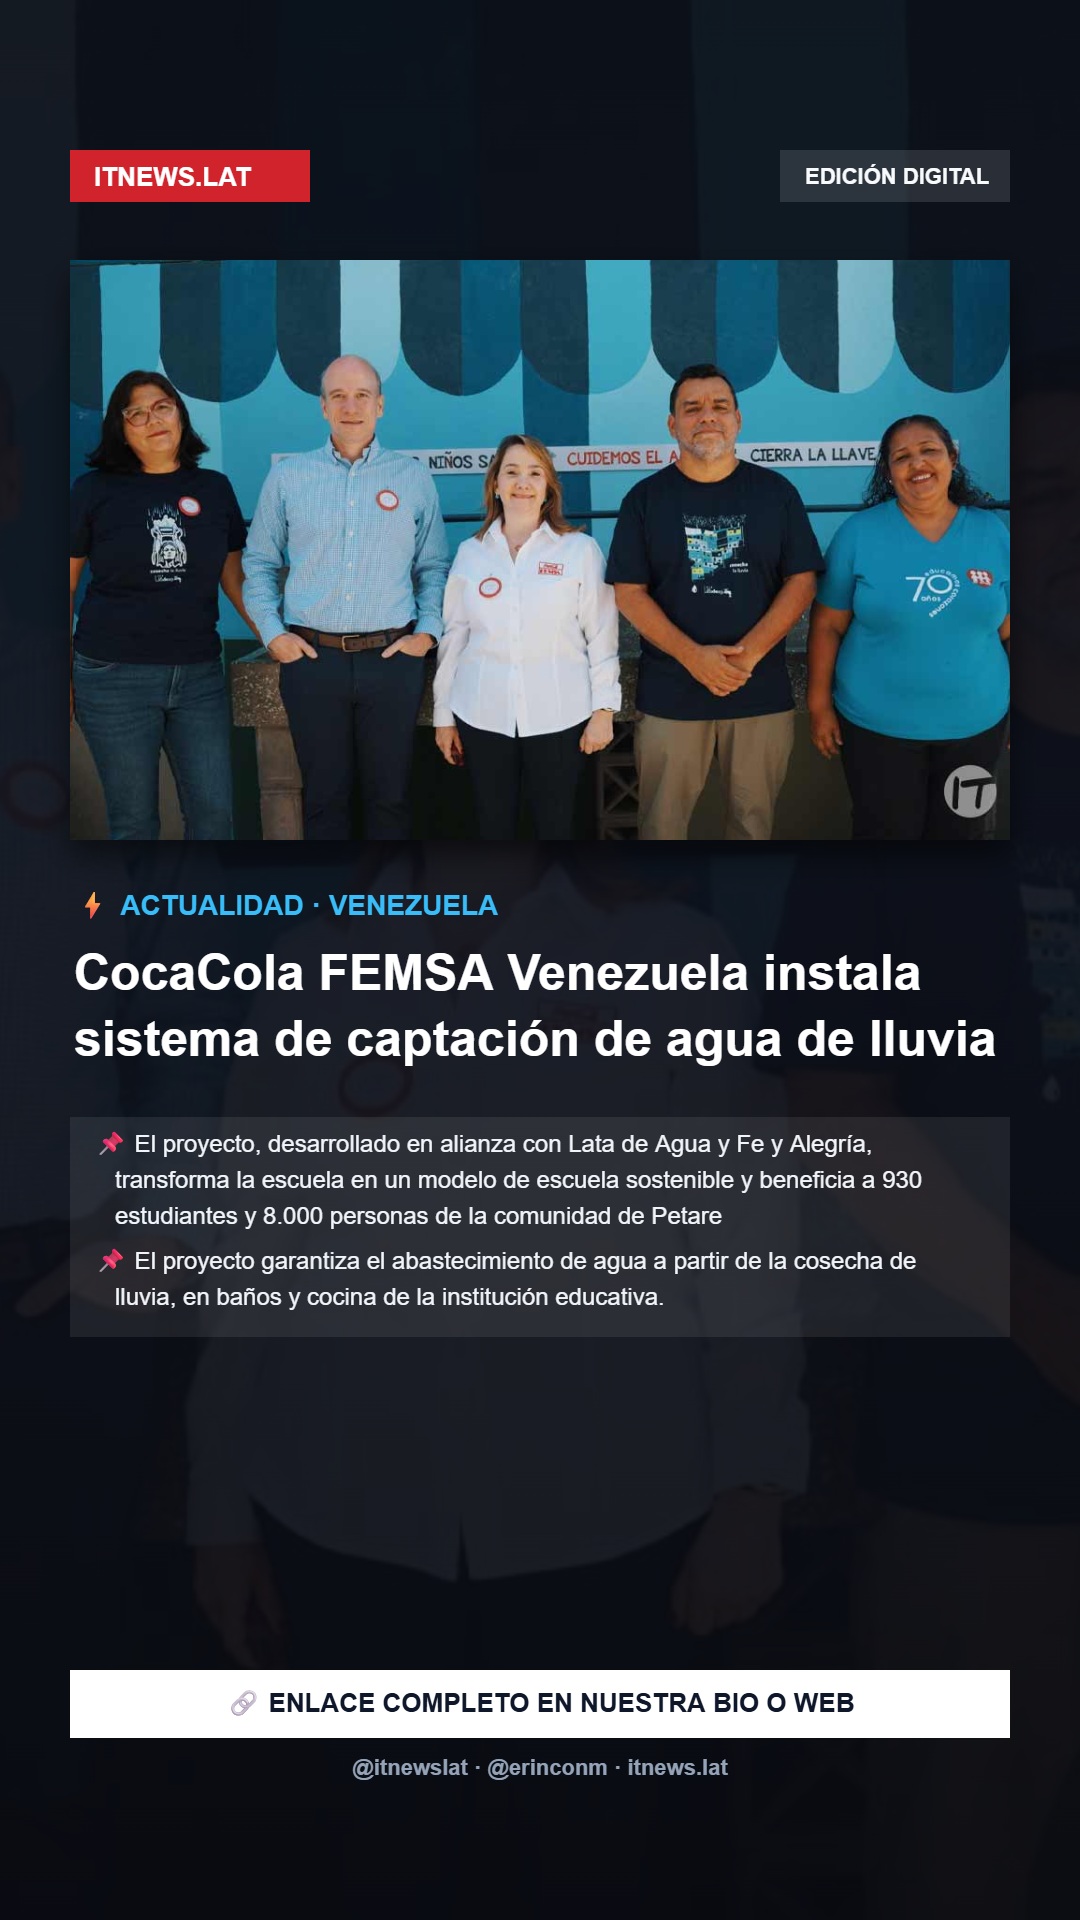 ITNEWS.LAT
EDICIÓN DIGITAL
NIÑOS
CUIDEMOS EL
CIERRA LA LLAVE
70
años
IT
ACTUALIDAD · VENEZUELA
CocaCola FEMSA Venezuela instala
sistema de captación de agua de lluvia
El proyecto, desarrollado en alianza con Lata de Agua y Fe y Alegría,
transforma la escuela en un modelo de escuela sostenible y beneficia a 930
estudiantes y 8.000 personas de la comunidad de Petare
El proyecto garantiza el abastecimiento de agua a partir de la cosecha de
lluvia, en baños y cocina de la institución educativa.
ENLACE COMPLETO EN NUESTRA BIO O WEB
@itnewslat · @erinconm · itnews.lat